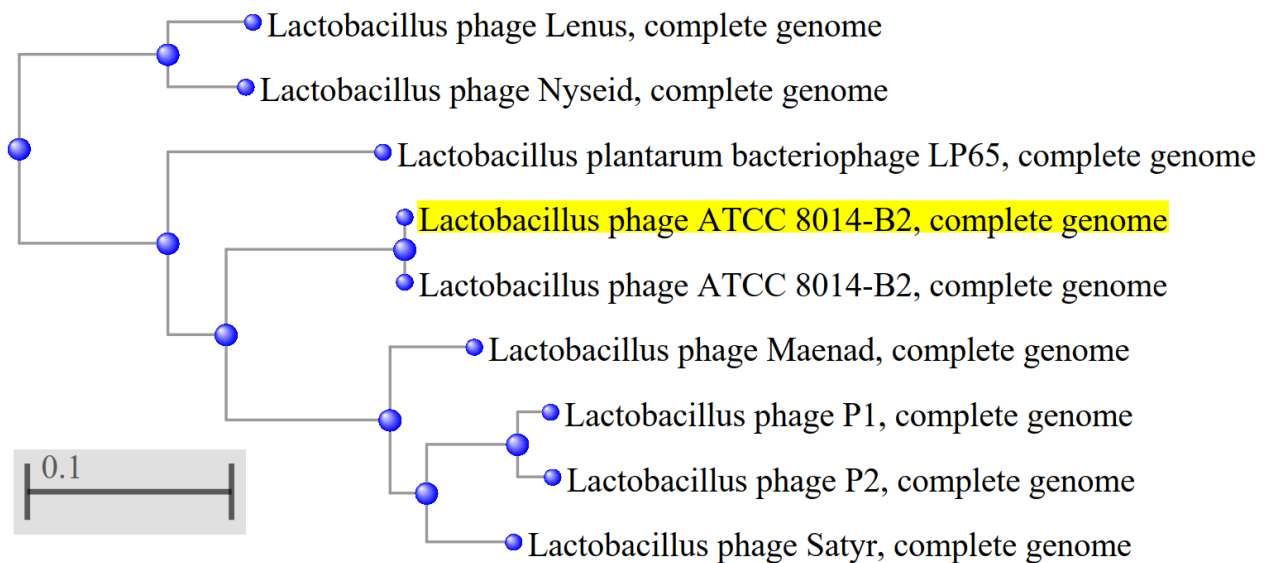 Lactobacillus phage Lenus, complete genome
Lactobacillus phage Nyseid, complete genome
Lactobacillus plantarum bacteriophage LP65, complete genome
Lactobacillus phage ATCC 8014-B2, complete genome
Lactobacillus phage ATCC 8014-B2, complete genome
Lactobacillus phage Maenad, complete genome
Lactobacillus phage P1, complete genome
0.1
Lactobacillus phage P2, complete genome
Lactobacillus phage Satyr, complete genome